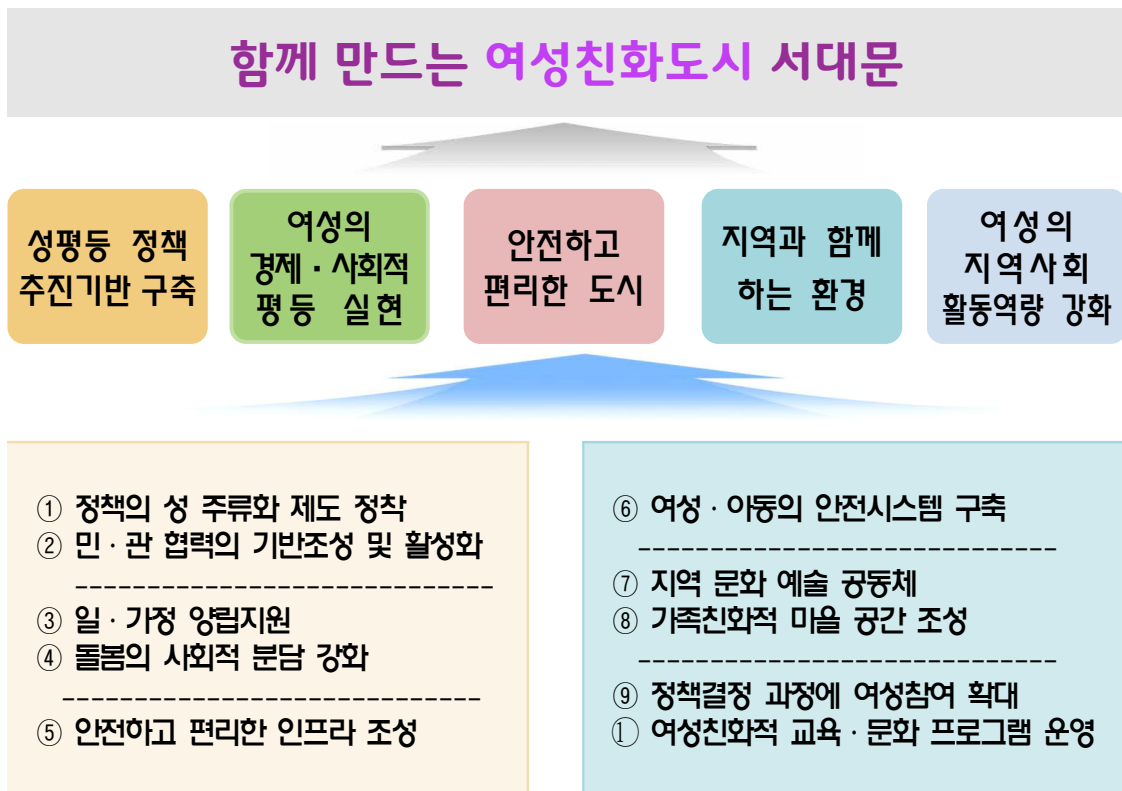 함께 만드는 여성친화도시 서대문
성평등 정책
추진기반 구축
여성의
경제·사회적
평등 실현
안전하고
편리한 도시
지역과 함께
하는 환경
여성의
지역사회
활동역량 강화
① 정책의 성 주류화 제도 정착
② 민·관 협력의 기반조성 및 활성화
-----------------------------
③ 일·가정 양립지원
④ 돌봄의 사회적 분담 강화
-----------------------------
⑤ 안전하고 편리한 인프라 조성
⑥ 여성·아동의 안전시스템 구축
-----------------------------
⑦ 지역 문화 예술 공동체
⑧ 가족친화적 마을 공간 조성
-----------------------------
⑨ 정책결정 과정에 여성참여 확대
① 여성친화적 교육·문화 프로그램 운영